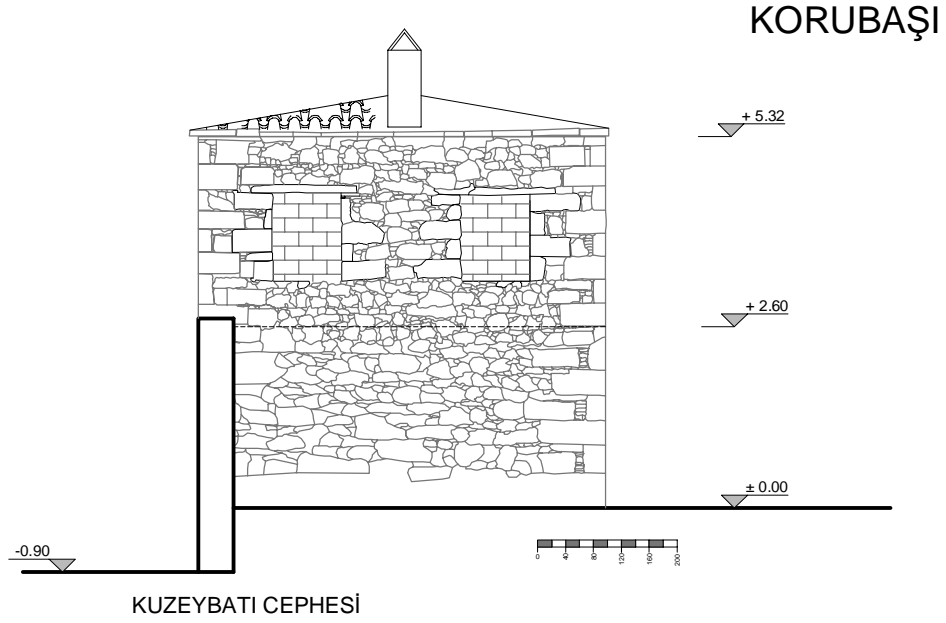 KORUBAŞI
+ 5.32
+ 2.60
± 0.00
-0.90
0 40 80 120 160 200
KUZEYBATI CEPHESİ